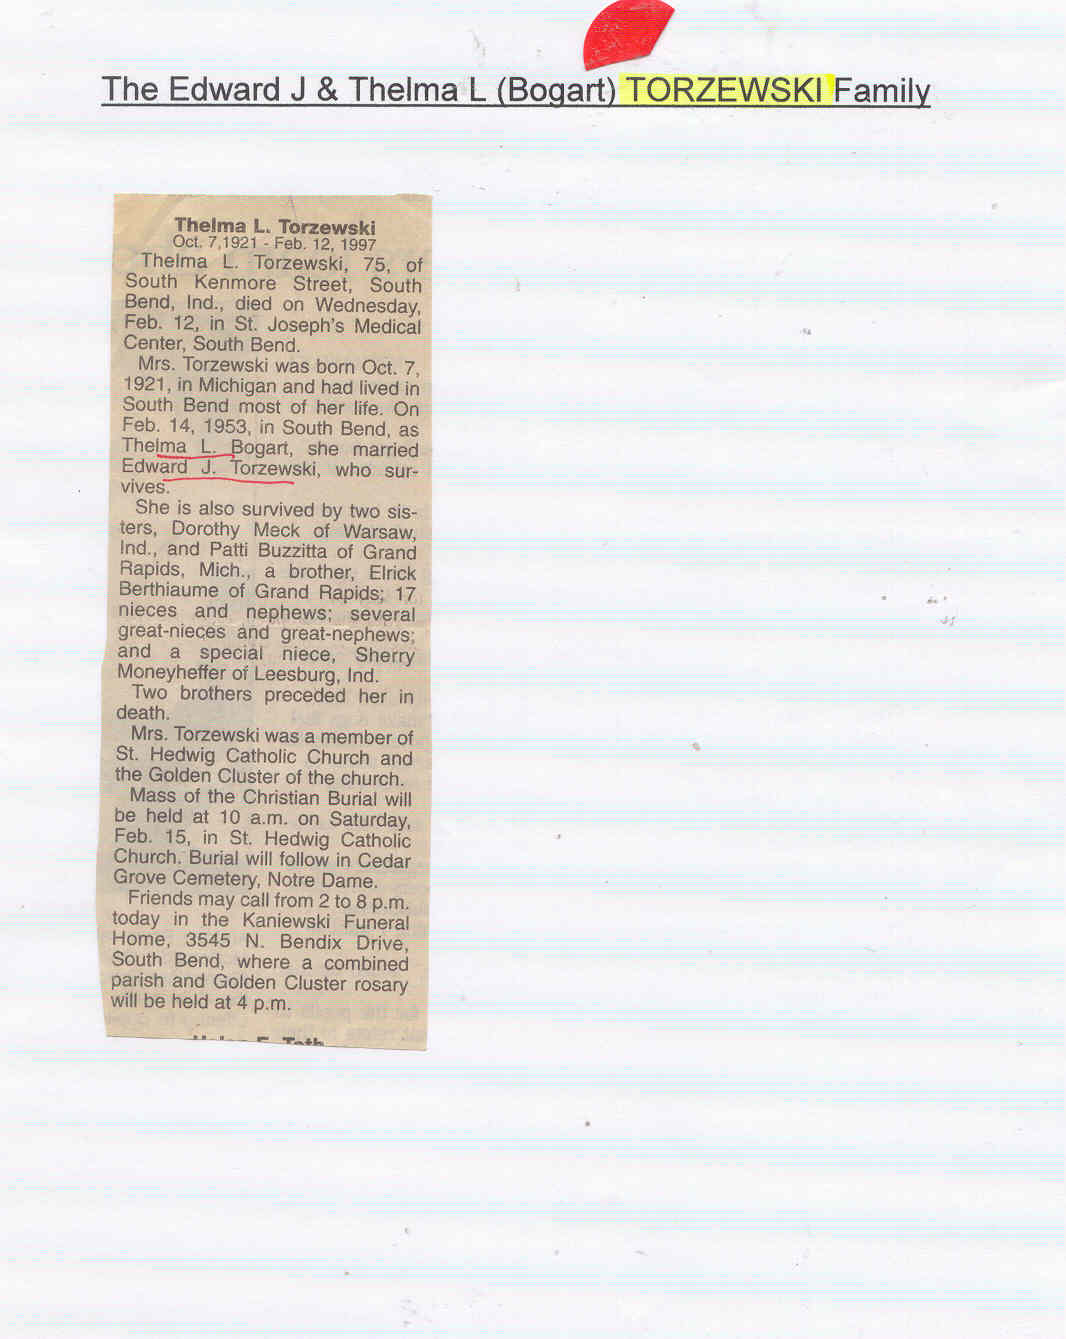 The Edward J & Thelma L (Bogart) TORZEWSKI Family
Thelma L. Torzewski
Oct. 7,1921 - Feb. 12, 1997
Thelma L. Torzewski, 75, of
South Kenmore Street, South
Bend, Ind., died on Wednesday,
Feb. 12, in St. Joseph's Medical
Center, South Bend.
Mrs. Torzewski was born Oct. 7,
1921, in Michigan and had lived in
South Bend most of her life. On
Feb. 14, 1953, in South Bend, as
Thelma L. Bogart, she married
Edward J. Torzewski, who sur-
vives.
She is also survived by two sis-
ters, Dorothy Meck of Warsaw,
Ind., and Patti Buzzitta of Grand
Rapids, Mich., a brother, Elrick
Berthiaume of Grand Rapids; 17
nieces and nephews; several
great-nieces and great-nephews;
and a special niece, Sherry
Moneyheffer of Leesburg, Ind.
Two brothers preceded her in
death.
Mrs. Torzewski was a member of
St. Hedwig Catholic Church and
the Golden Cluster of the church.
Mass of the Christian Burial will
be held at 10 a.m. on Saturday,
Feb. 15, in St. Hedwig Catholic
Church. Burial will follow in Cedar
Grove Cemetery, Notre Dame.
Friends may call from 2 to 8 p.m.
today in the Kaniewski Funeral
Home, 3545 N. Bendix Drive,
South Bend, where a combined
parish and Golden Cluster rosary
will be held at 4 p.m.